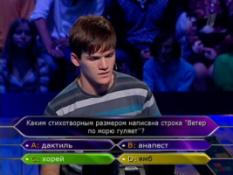 Каким стихотворным размером написана строка "Ветер
по морю гуляет"?
A: дактиль
B: анапест
C: хорей
D: ямб